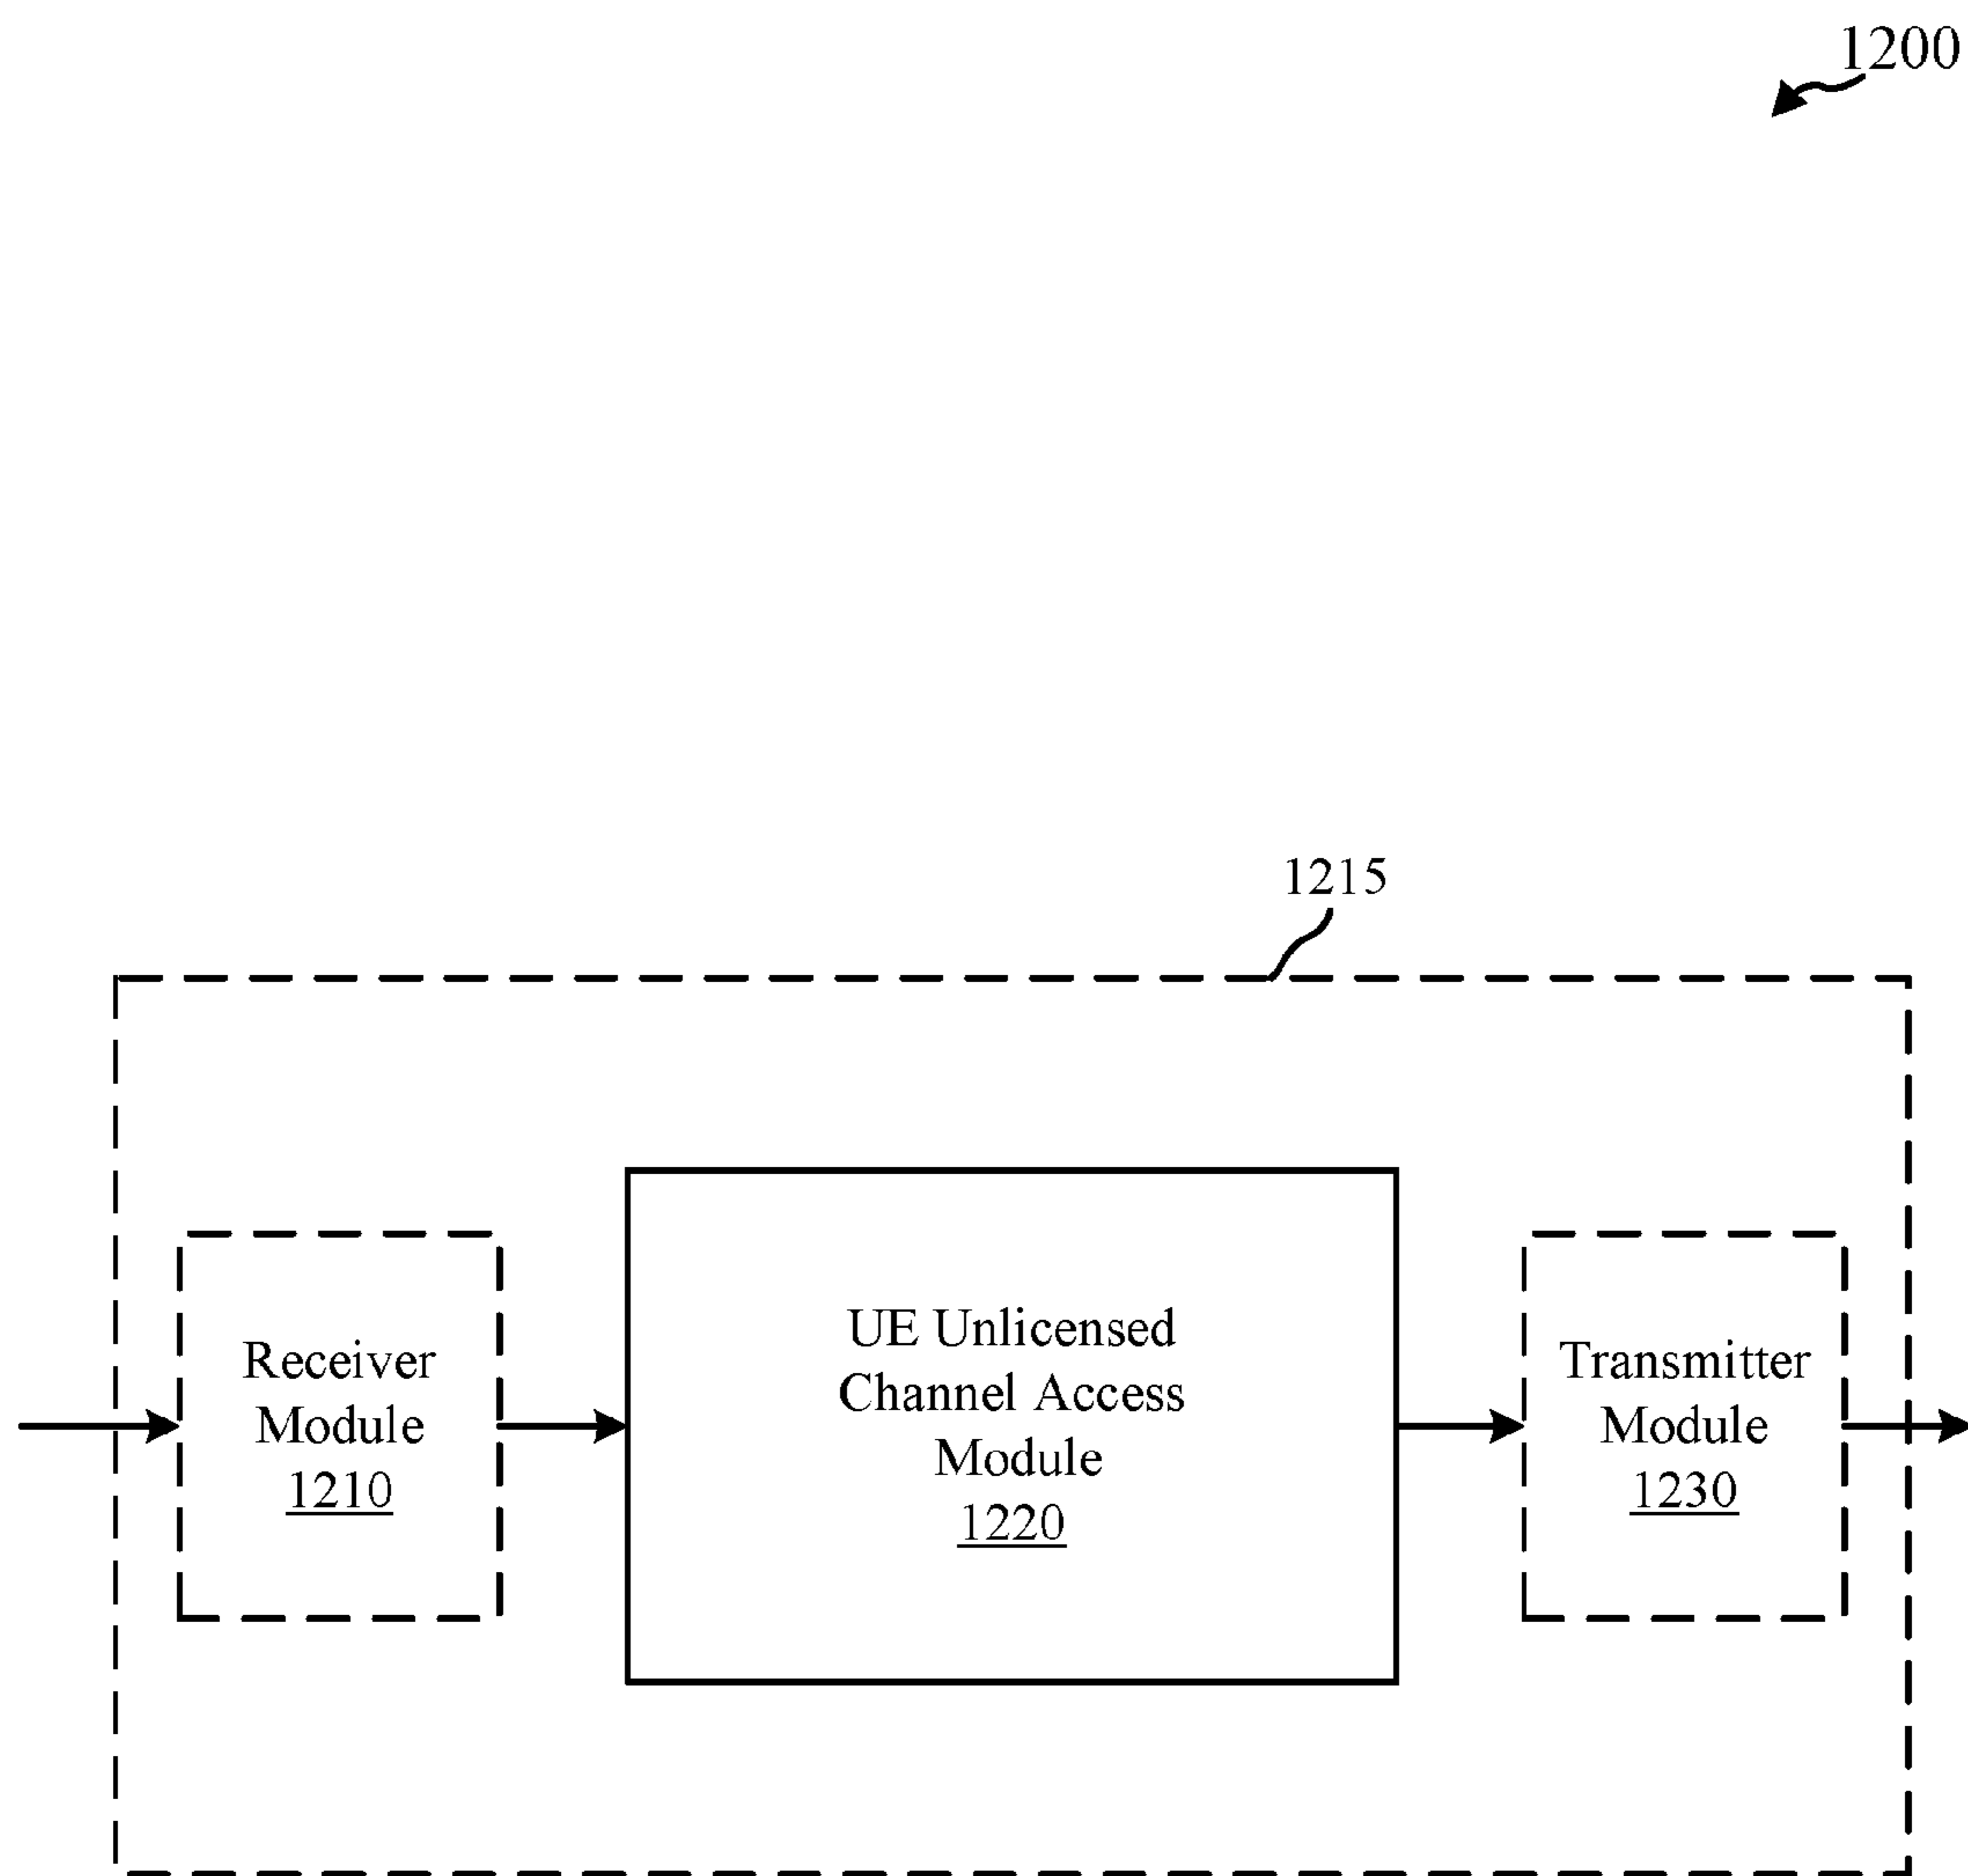 1200
1215
Receiver
Module
1210
UE Unlicensed
Channel Access
Module
1220
Transmitter
Module
1230